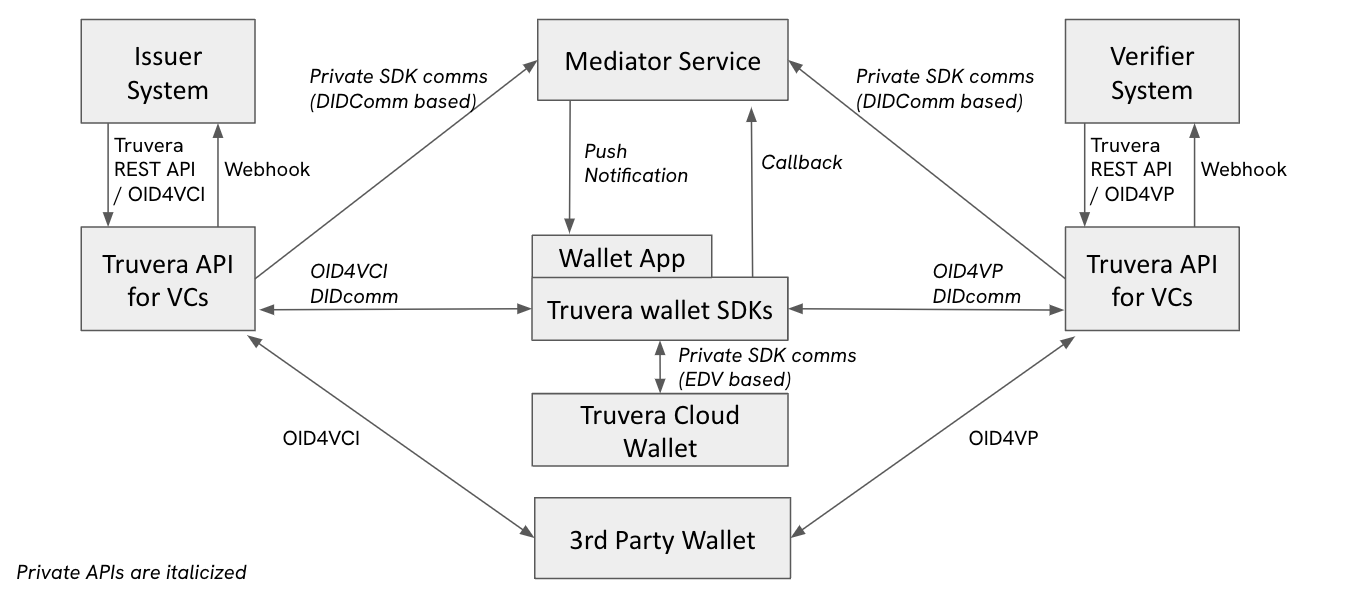 Issuer
System
Mediator Service
Verifier
System
Private SDK comms
(DIDComm based)
Private SDK comms
(DIDComm based)
Truvera
REST API
/ OID4VCI
Webhook
Push
Notification
Callback
Truvera
REST API
/ OID4VP
Webhook
Truvera API
for VCs
OID4VCI
DIDcomm
Wallet App
Truvera wallet SDKs
OID4VP
DIDcomm
Truvera API
for VCs
Private SDK comms
(EDV based)
Truvera Cloud
Wallet
OID4VCI
OID4VP
3rd Party Wallet
Private APIs are italicized